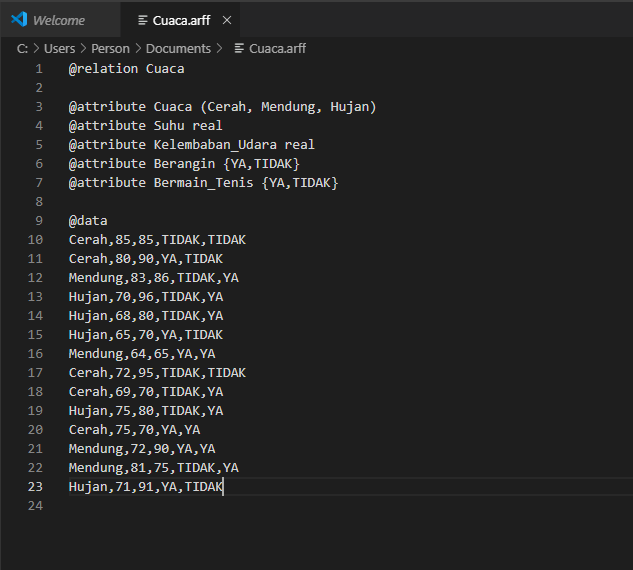 Welcome Cuaca.arff
C: > Users > Person > Documents > Cuaca.arff
1 @relation Cuaca
2
3 @attribute Cuaca (Cerah, Mendung, Hujan)
4 @attribute Suhu real
5 @attribute Kelembaban_Udara real
6 @attribute Berangin {YA,TIDAK}
7 @attribute Bermain_Tenis {YA,TIDAK}
8
9 @data
10 Cerah,85,85,TIDAK,TIDAK
11 Cerah,80,90,YA,TIDAK
12 Mendung,83,86,TIDAK,YA
13 Hujan,70,96,TIDAK,YA
14 Hujan,68,80,TIDAK,YA
15 Hujan,65,70,YA,TIDAK
16 Mendung,64,65,YA,YA
17 Cerah,72,95,TIDAK,TIDAK
18 Cerah,69,70,TIDAK,YA
19 Hujan,75,80,TIDAK,YA
20 Cerah,75,70,YA,YA
21 Mendung,72,90,YA,YA
22 Mendung,81,75,TIDAK,YA
23 Hujan,71,91,YA,TIDAK
24